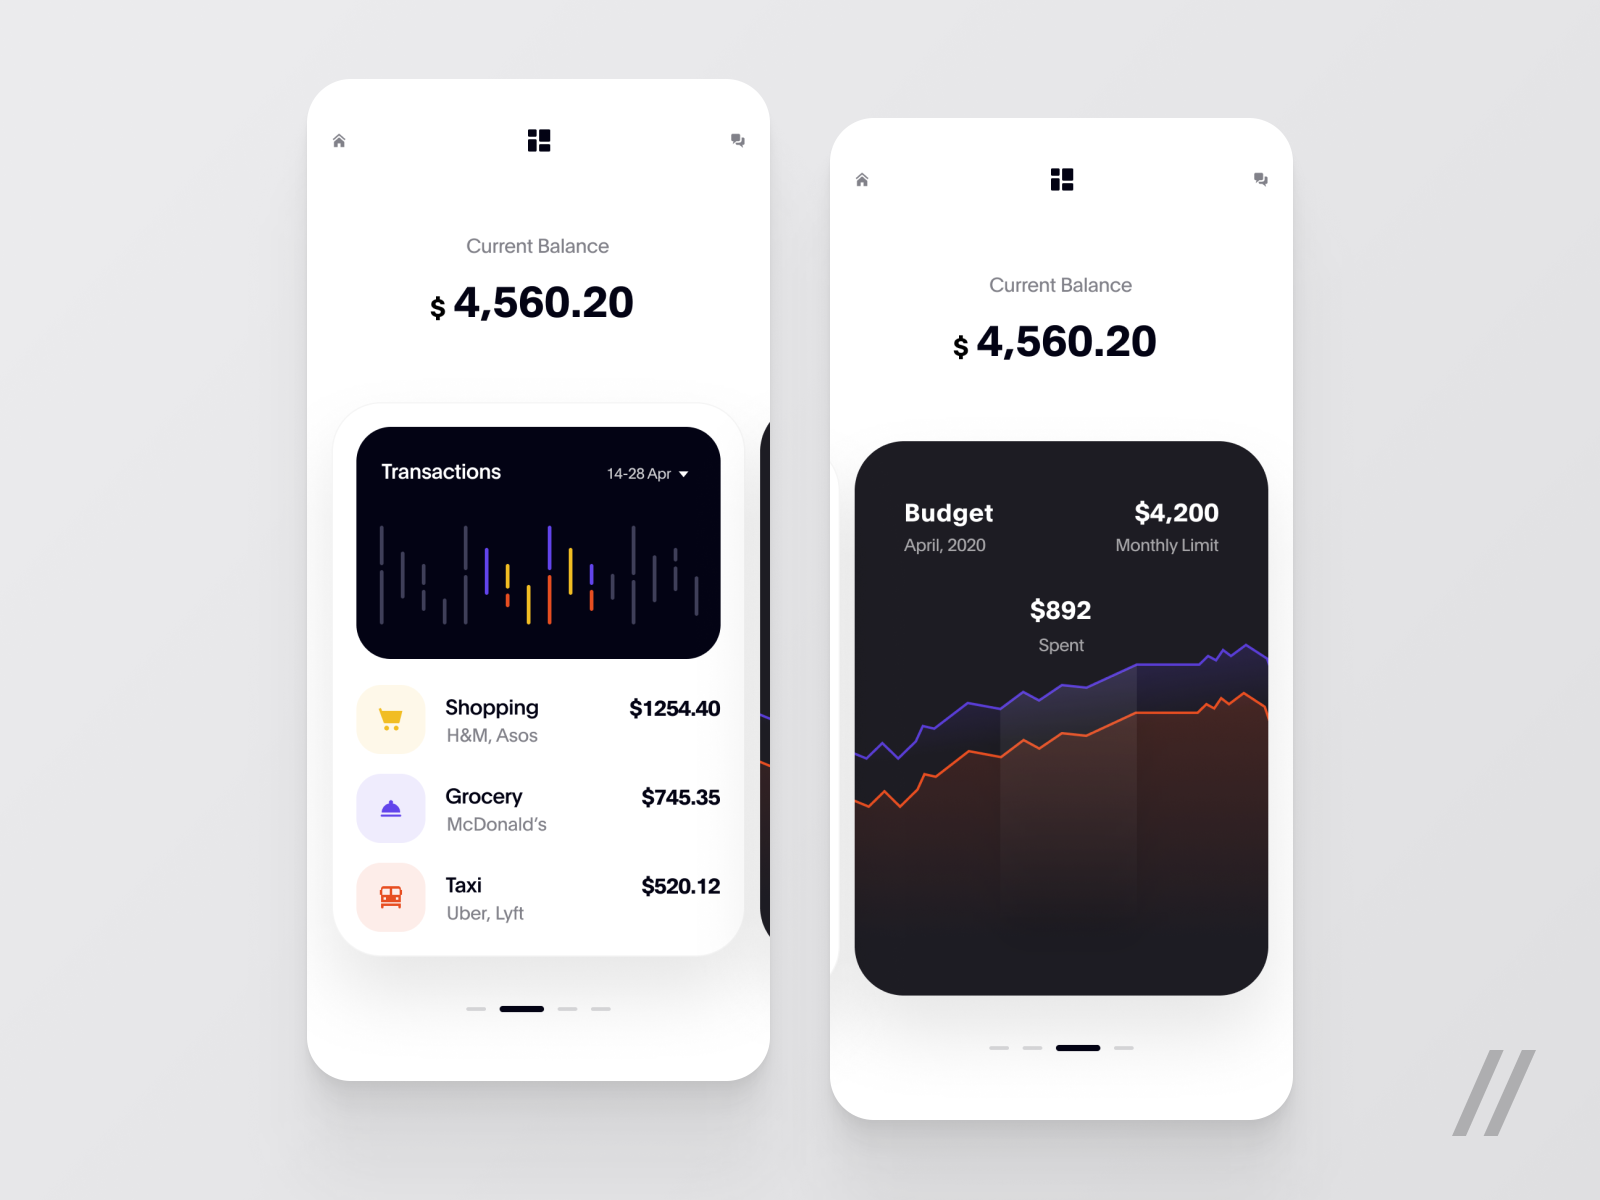 Current Balance
$ 4,560.20
Transactions
14-28 Apr
Shopping
$1254.40
H&M, Asos
Grocery
$745.35
McDonald's
Taxi
$520.12
Uber, Lyft
Current Balance
$ 4,560.20
Budget
$4,200
April, 2020
Monthly Limit
$892
Spent